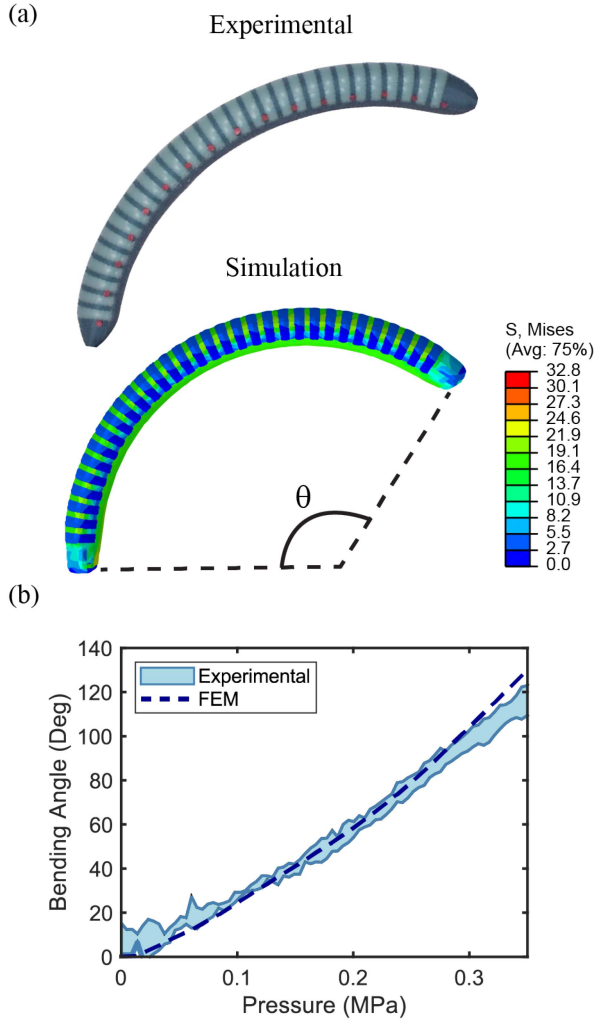 (a)
Experimental
Simulation
S, Mises
(Avg: 75%)
32.8
30.1
27.3
24.6
21.9
19.1
16.4
13.7
10.9
8.2
5.5
2.7
0.0
θ
(b)
140
120
100
80
60
40
20
0
Bending Angle (Deg)
Experimental
FEM
0
0.1
0.2
0.3
Pressure (MPa)